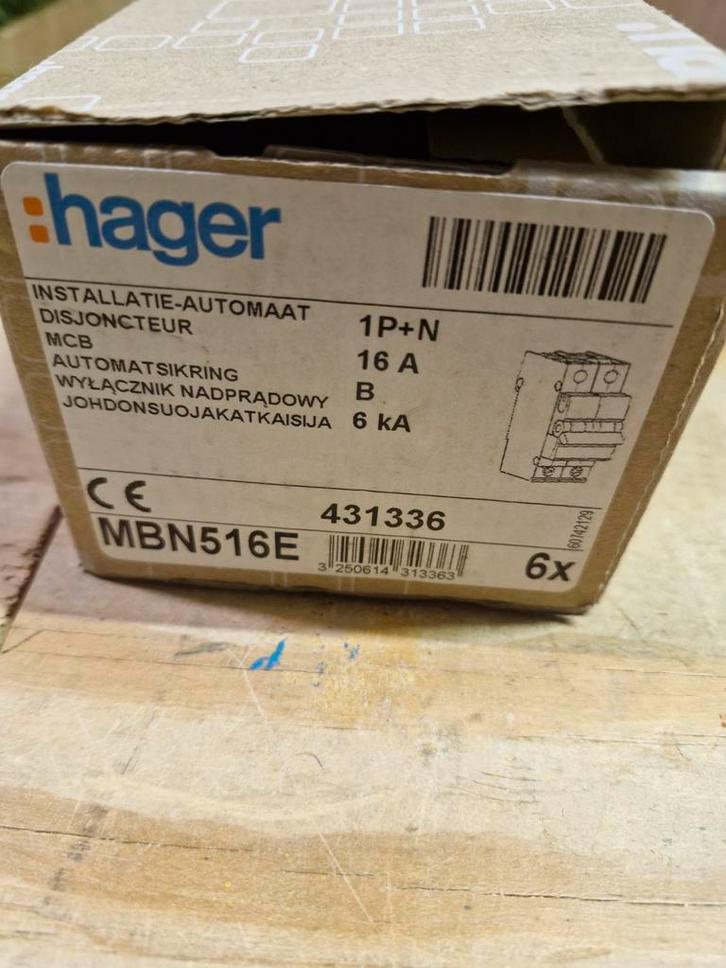 :hager
INSTALLATIE-AUTOMAAT
DISJONCTEUR
MCB
AUTOMATSIKRING
WYŁĄCZNIK NADPRĄDOWY
JOHDONSUOJAKATKAISIJA
1P+N
16 A
B
6 kA
CE
431336
MBN516E
3 250614 313363
6x
60742129